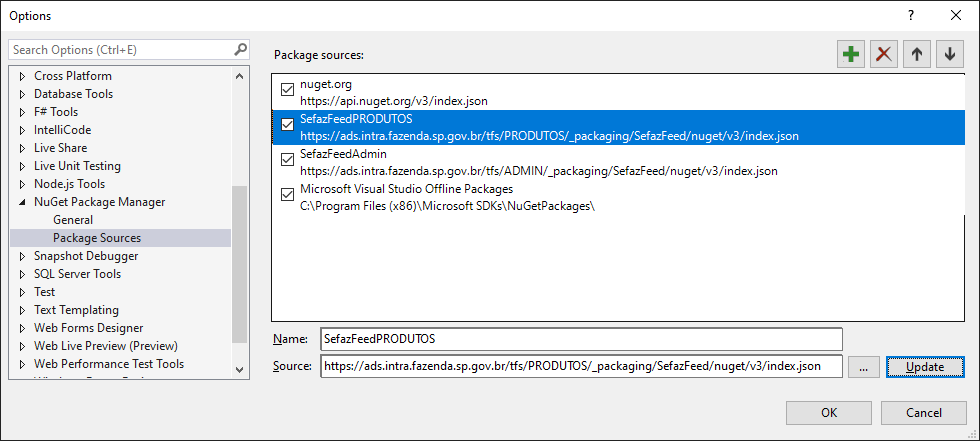 Options
?
Search Options (Ctrl+E)
Cross Platform
Database Tools
F# Tools
IntelliCode
Live Share
Live Unit Testing
Node.js Tools
NuGet Package Manager
General
Package Sources
Snapshot Debugger
SQL Server Tools
Test
Text Templating
Web Forms Designer
Web Live Preview (Preview)
Web Performance Test Tools
Package sources:
nuget.org
https://api.nuget.org/v3/index.json
SefazFeedPRODUTOS
https://ads.intra.fazenda.sp.gov.br/tfs/PRODUTOS/_packaging/SefazFeed/nuget/v3/index.json
SefazFeedAdmin
https://ads.intra.fazenda.sp.gov.br/tfs/ADMIN/_packaging/SefazFeed/nuget/v3/index.json
Microsoft Visual Studio Offline Packages
C:\Program Files (x86)\Microsoft SDKs\NuGetPackages\
Name: SefazFeedPRODUTOS
Source: https://ads.intra.fazenda.sp.gov.br/tfs/PRODUTOS/_packaging/SefazFeed/nuget/v3/index.json ... Update
OK Cancel